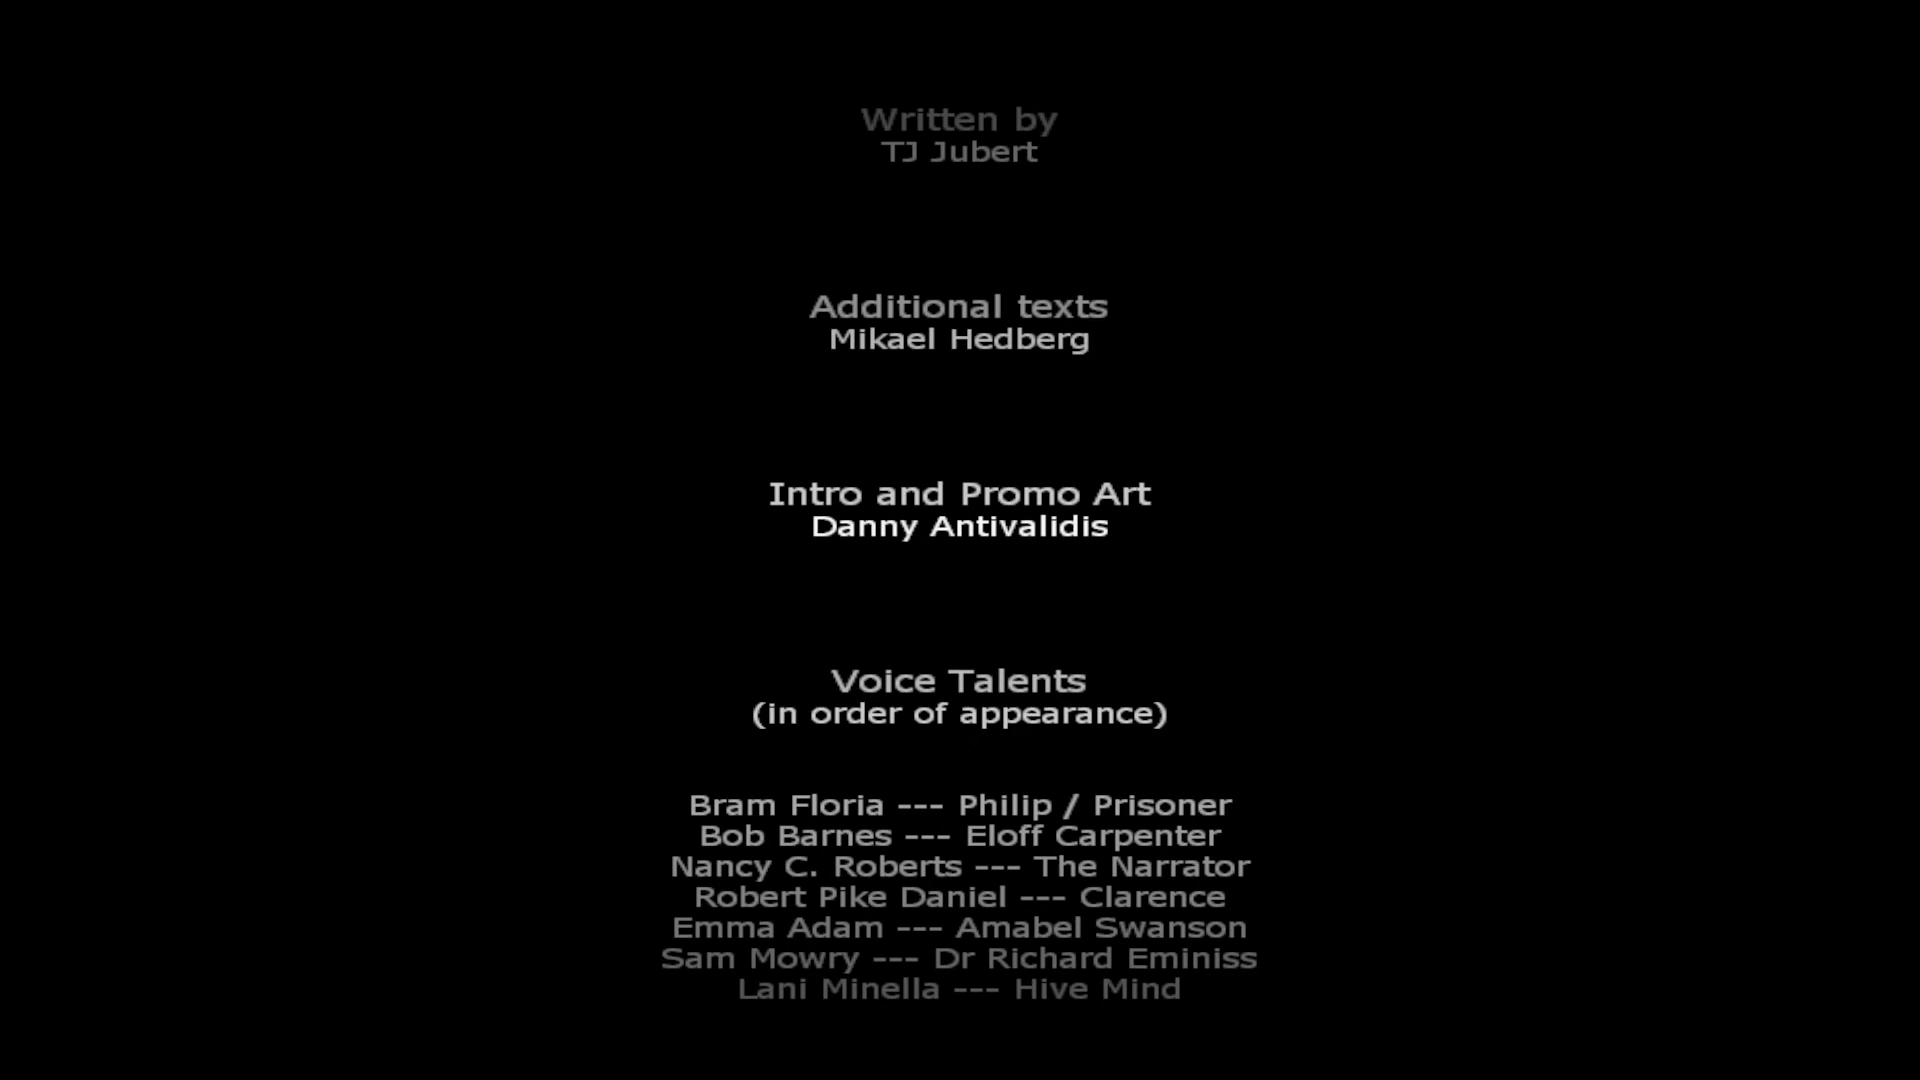 Written by
TJ Jubert
Additional texts
Mikael Hedberg
Intro and Promo Art
Danny Antivalidis
Voice Talents
(in order of appearance)
Bram Floria --- Philip / Prisoner
Bob Barnes --- Eloff Carpenter
Nancy C. Roberts --- The Narrator
Robert Pike Daniel --- Clarence
Emma Adam --- Amabel Swanson
Sam Mowry --- Dr Richard Eminiss
Lani Minella --- Hive Mind